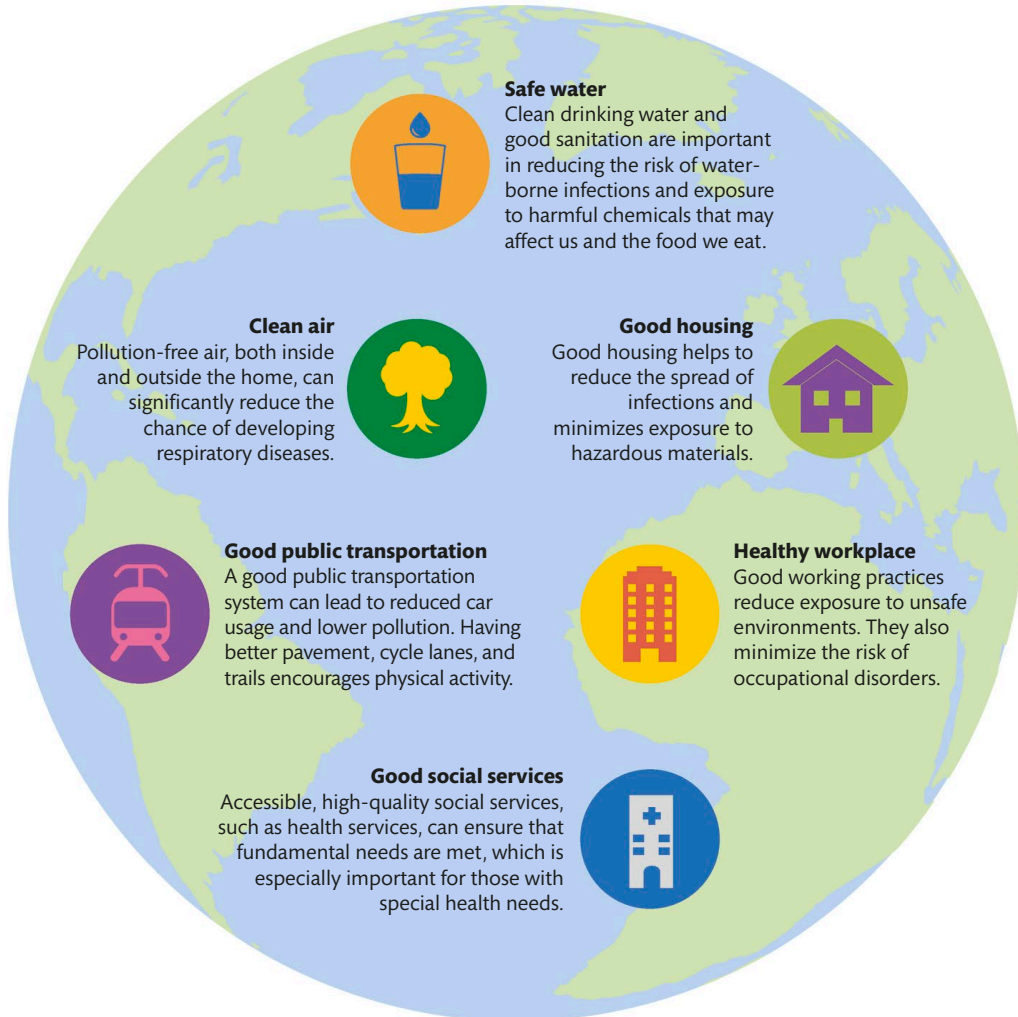 Safe water
Clean drinking water and
good sanitation are important
in reducing the risk of water-
borne infections and exposure
to harmful chemicals that may
affect us and the food we eat.
Clean air
Pollution-free air, both inside
and outside the home, can
significantly reduce the
chance of developing
respiratory diseases.
Good housing
Good housing helps to
reduce the spread of
infections and
minimizes exposure to
hazardous materials.
Good public transportation
A good public transportation
system can lead to reduced car
usage and lower pollution. Having
better pavement, cycle lanes, and
trails encourages physical activity.
Healthy workplace
Good working practices
reduce exposure to unsafe
environments. They also
minimize the risk of
occupational disorders.
Good social services
Accessible, high-quality social services,
such as health services, can ensure that
fundamental needs are met, which is
especially important for those with
special health needs.